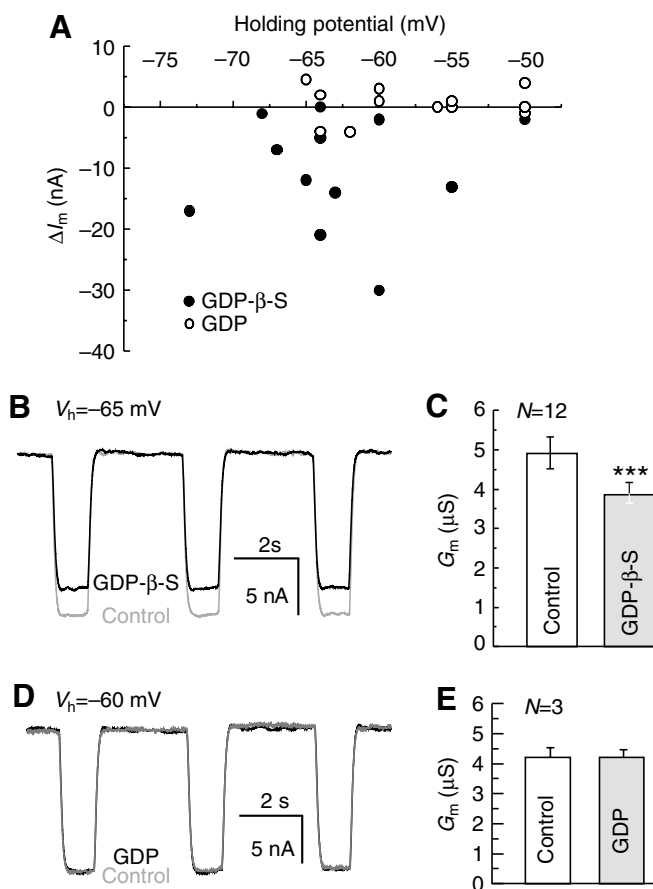 A
Holding potential (mV)
–75 –70 –65 –60 –55 –50
10
0
–10
–20
–30
–40
ΔIm (nA)
GDP-β-S
GDP
B Vh=–65 mV
2s
5 nA
GDP-β-S
Control
C
N=12
6
5
4
3
2
1
0
Gm (μS)
***
Control
GDP-β-S
D Vh=–60 mV
2 s
5 nA
GDP
Control
E
N=3
6
5
4
3
2
1
0
Gm (μS)
Control
GDP